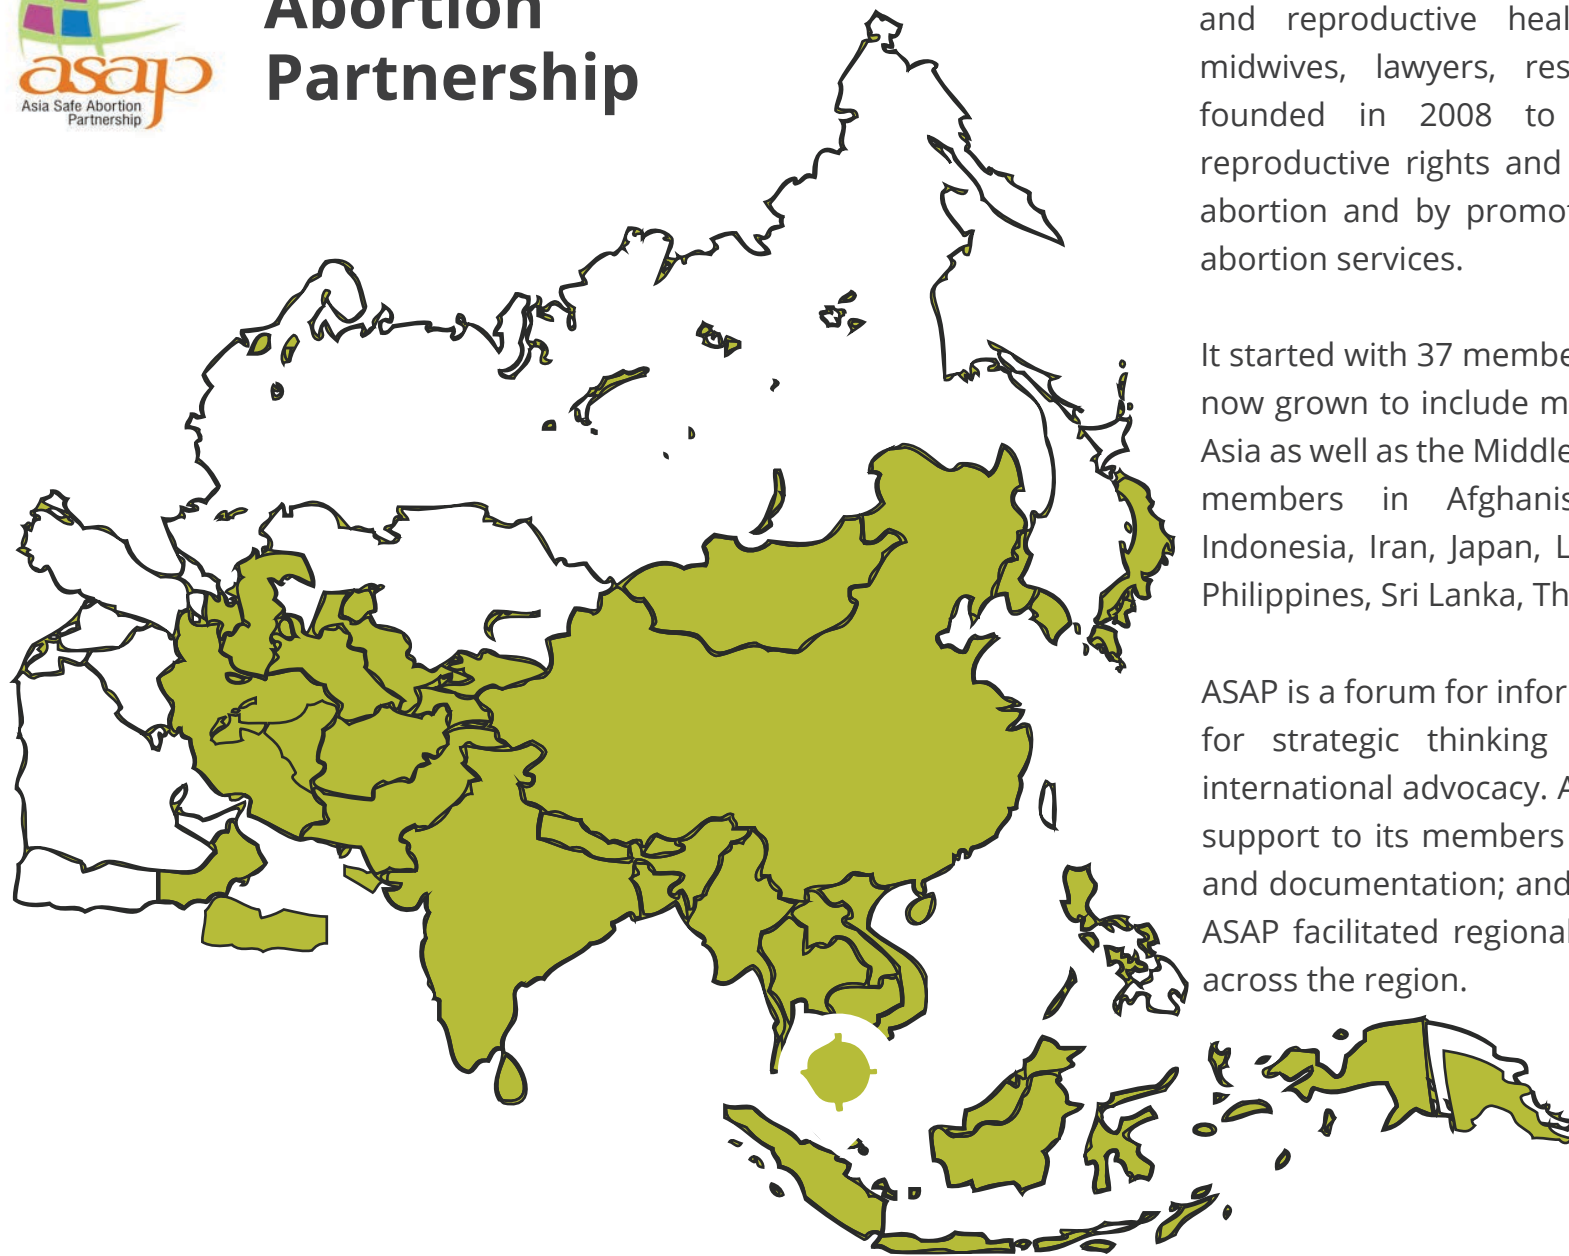 asap
Asia Safe Abortion
Partnership
Abortion
Partnership
and reproductive heal
midwives, lawyers, res
founded in 2008 to
reproductive rights and
abortion and by promot
abortion services.
It started with 37 membe
now grown to include m
Asia as well as the Middle
members in Afghanis
Indonesia, Iran, Japan, L
Philippines, Sri Lanka, Th
ASAP is a forum for infor
for strategic thinking
international advocacy. A
support to its members
and documentation; and
ASAP facilitated regional
across the region.